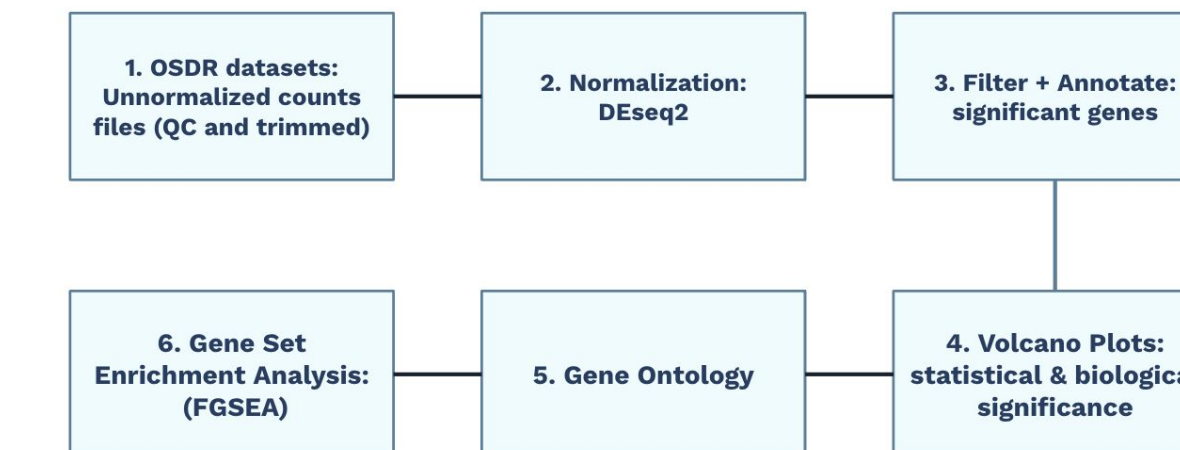 1. OSDR datasets:
Unnormalized counts
files (QC and trimmed)
2. Normalization:
DEseq2
3. Filter + Annotate:
significant genes
4. Volcano Plots:
statistical &
significance
5. Gene Ontology
6. Gene Set
Enrichment Analysis:
(FGSEA)